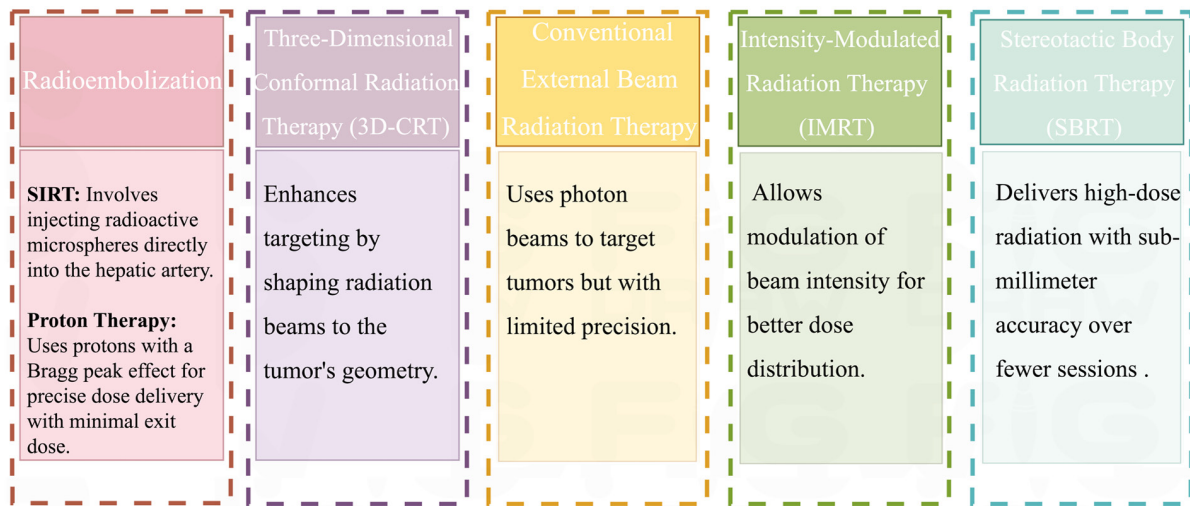 Radioembolization
SIRT: Involves
injecting radioactive
microspheres directly
into the hepatic artery.
Proton Therapy:
Uses protons with a
Bragg peak effect for
precise dose delivery
with minimal exit
dose.
Three-Dimensional
Conformal Radiation
Therapy (3D-CRT)
Enhances
targeting by
shaping radiation
beams to the
tumor's geometry.
Conventional
External Beam
Radiation Therapy
Uses photon
beams to target
tumors but with
limited precision.
Intensity-Modulated
Radiation Therapy
(IMRT)
Allows
modulation of
beam intensity for
better dose
distribution.
Stereotactic Body
Radiation Therapy
(SBRT)
Delivers high-dose
radiation with sub-
millimeter
accuracy over
fewer sessions .